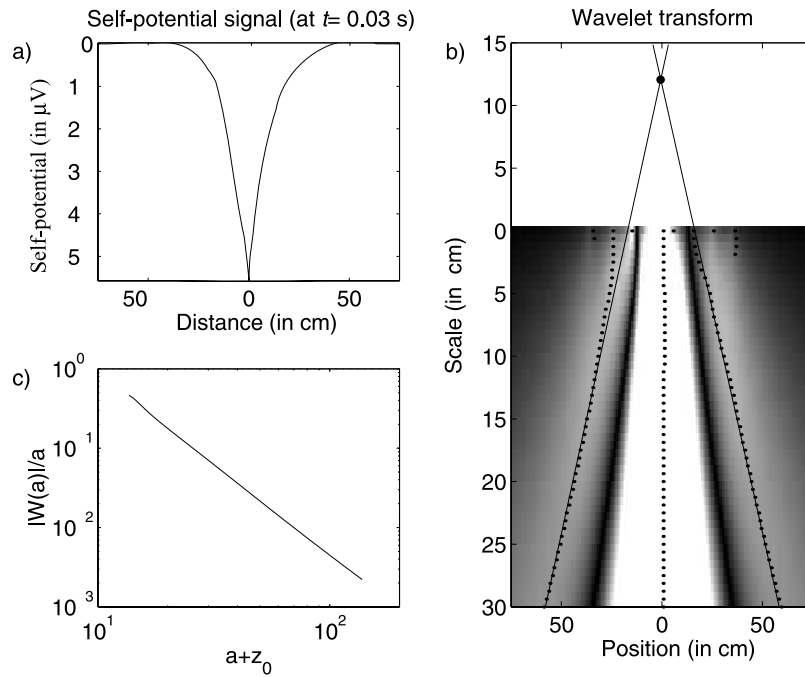 Self-potential signal (at t= 0.03 s)
a)
Self-potential (in μV)
0
1
2
3
4
5
50 0 50
Distance (in cm)
c)
|W(a)|/a
10^0
10^1
10^2
10^3
10^1 10^2
a+z_0
Wavelet transform
b)
Scale (in cm)
15
10
5
0
5
10
15
20
25
30
50 0 50
Position (in cm)